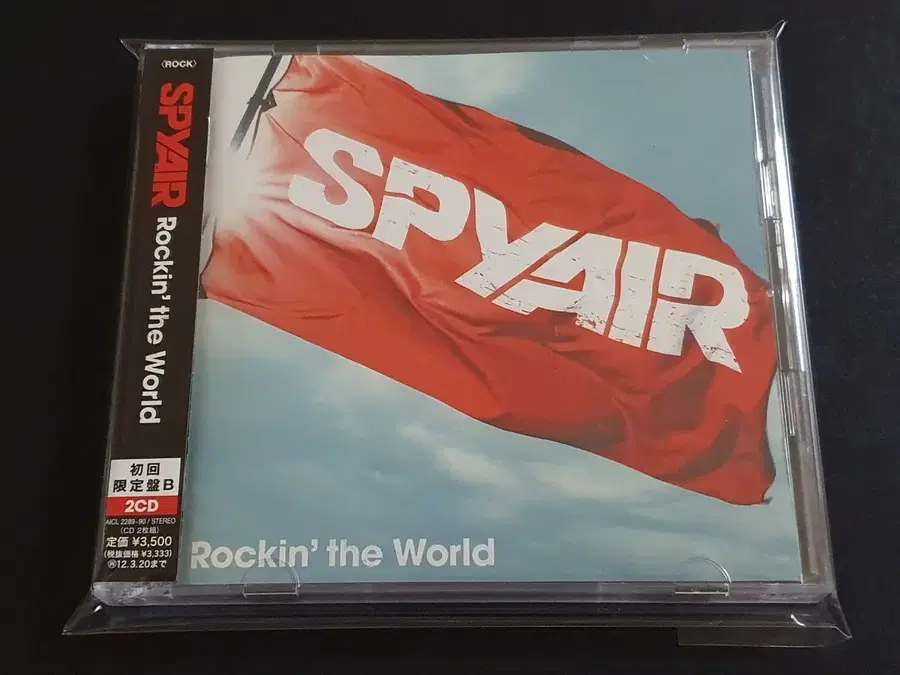 〈ROCK〉
SPYAIR
Rockin' the World
初回
限定盤B
2CD
AICL 2289-90 / STEREO
(CD 2枚組)
定価 ¥3,500
(税抜価格 ¥3,333)
12.3.20まで
SPYAIR
Rockin' the World